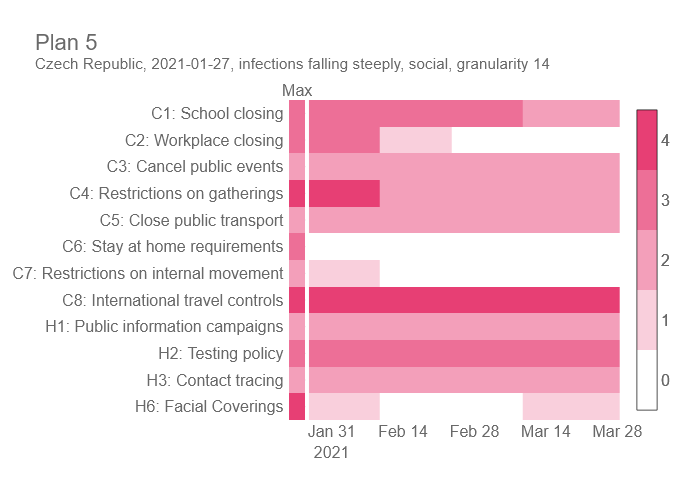 Plan 5
Czech Republic, 2021-01-27, infections falling steeply, social, granularity 14
Max
C1: School closing
C2: Workplace closing
C3: Cancel public events
C4: Restrictions on gatherings
C5: Close public transport
C6: Stay at home requirements
C7: Restrictions on internal movement
C8: International travel controls
H1: Public information campaigns
H2: Testing policy
H3: Contact tracing
H6: Facial Coverings
Jan 31 Feb 14 Feb 28 Mar 14 Mar 28
2021
4
3
2
1
0